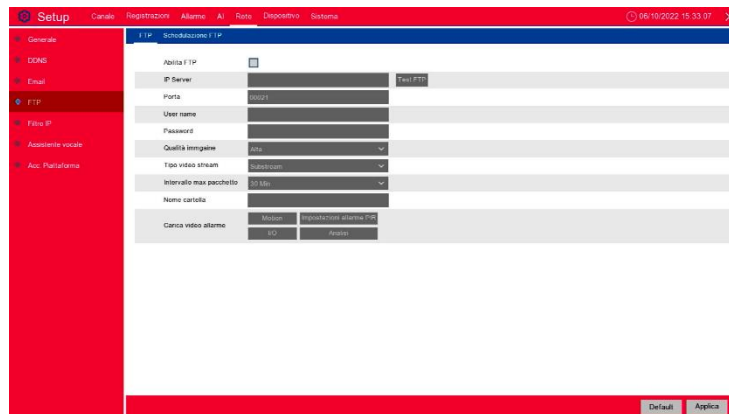 Setup Canale Registrazioni Allarme AI Rete Dispositivo Sistema 06/10/2022 15:33:07
Generale
DDNS
Email
FTP
Filtro IP
Assistente vocale
Acc. Piattaforma
FTP Schedulazione FTP
Abilita FTP
IP Server Test FTP
Porta 00021
User name
Password
Qualità immgaine Alta
Tipo video stream Substream
Intervallo max pacchetto 30 Min
Nome cartella
Carica video allarme Motion Impostazioni allarme PIR
I/O Analisi
Default Applica